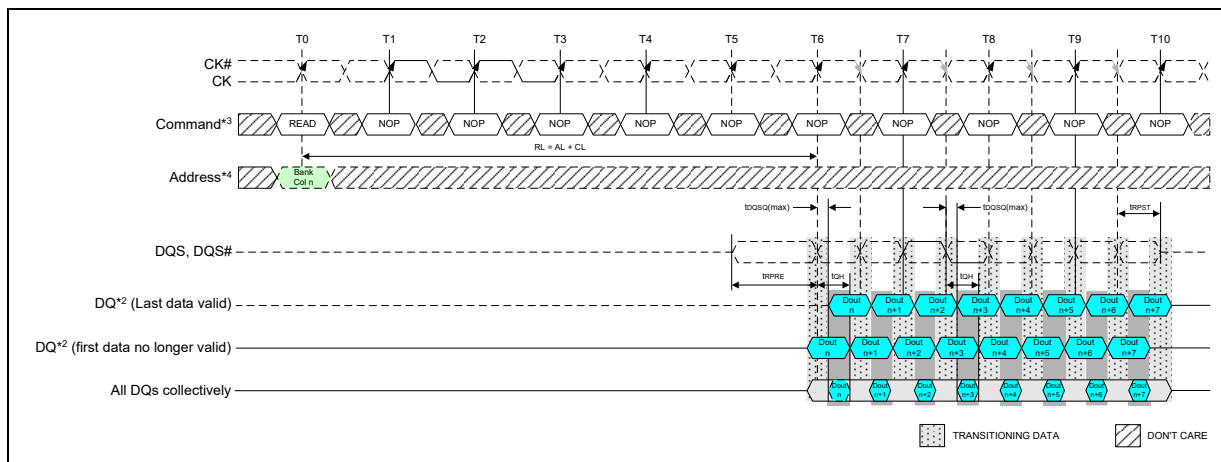 T0 T1 T2 T3 T4 T5 T6 T7 T8 T9 T10
CK#
CK
Command*3 READ NOP NOP NOP NOP NOP NOP NOP NOP NOP NOP
RL = AL + CL
Address*4 Bank
Col n
tDQSQ(max) tDQSQ(max) tRPST
DQS, DQS#
tRPRE tQH tQH
DQ*2 (Last data valid) Dout Dout Dout Dout Dout Dout Dout Dout
n n+1 n+2 n+3 n+4 n+5 n+6 n+7
DQ*2 (first data no longer valid) Dout Dout Dout Dout Dout Dout Dout Dout
n n+1 n+2 n+3 n+4 n+5 n+6 n+7
All DQs collectively Dout Dout Dout Dout Dout Dout Dout Dout
n n+1 n+2 n+3 n+4 n+5 n+6 n+7
TRANSITIONING DATA DON'T CARE